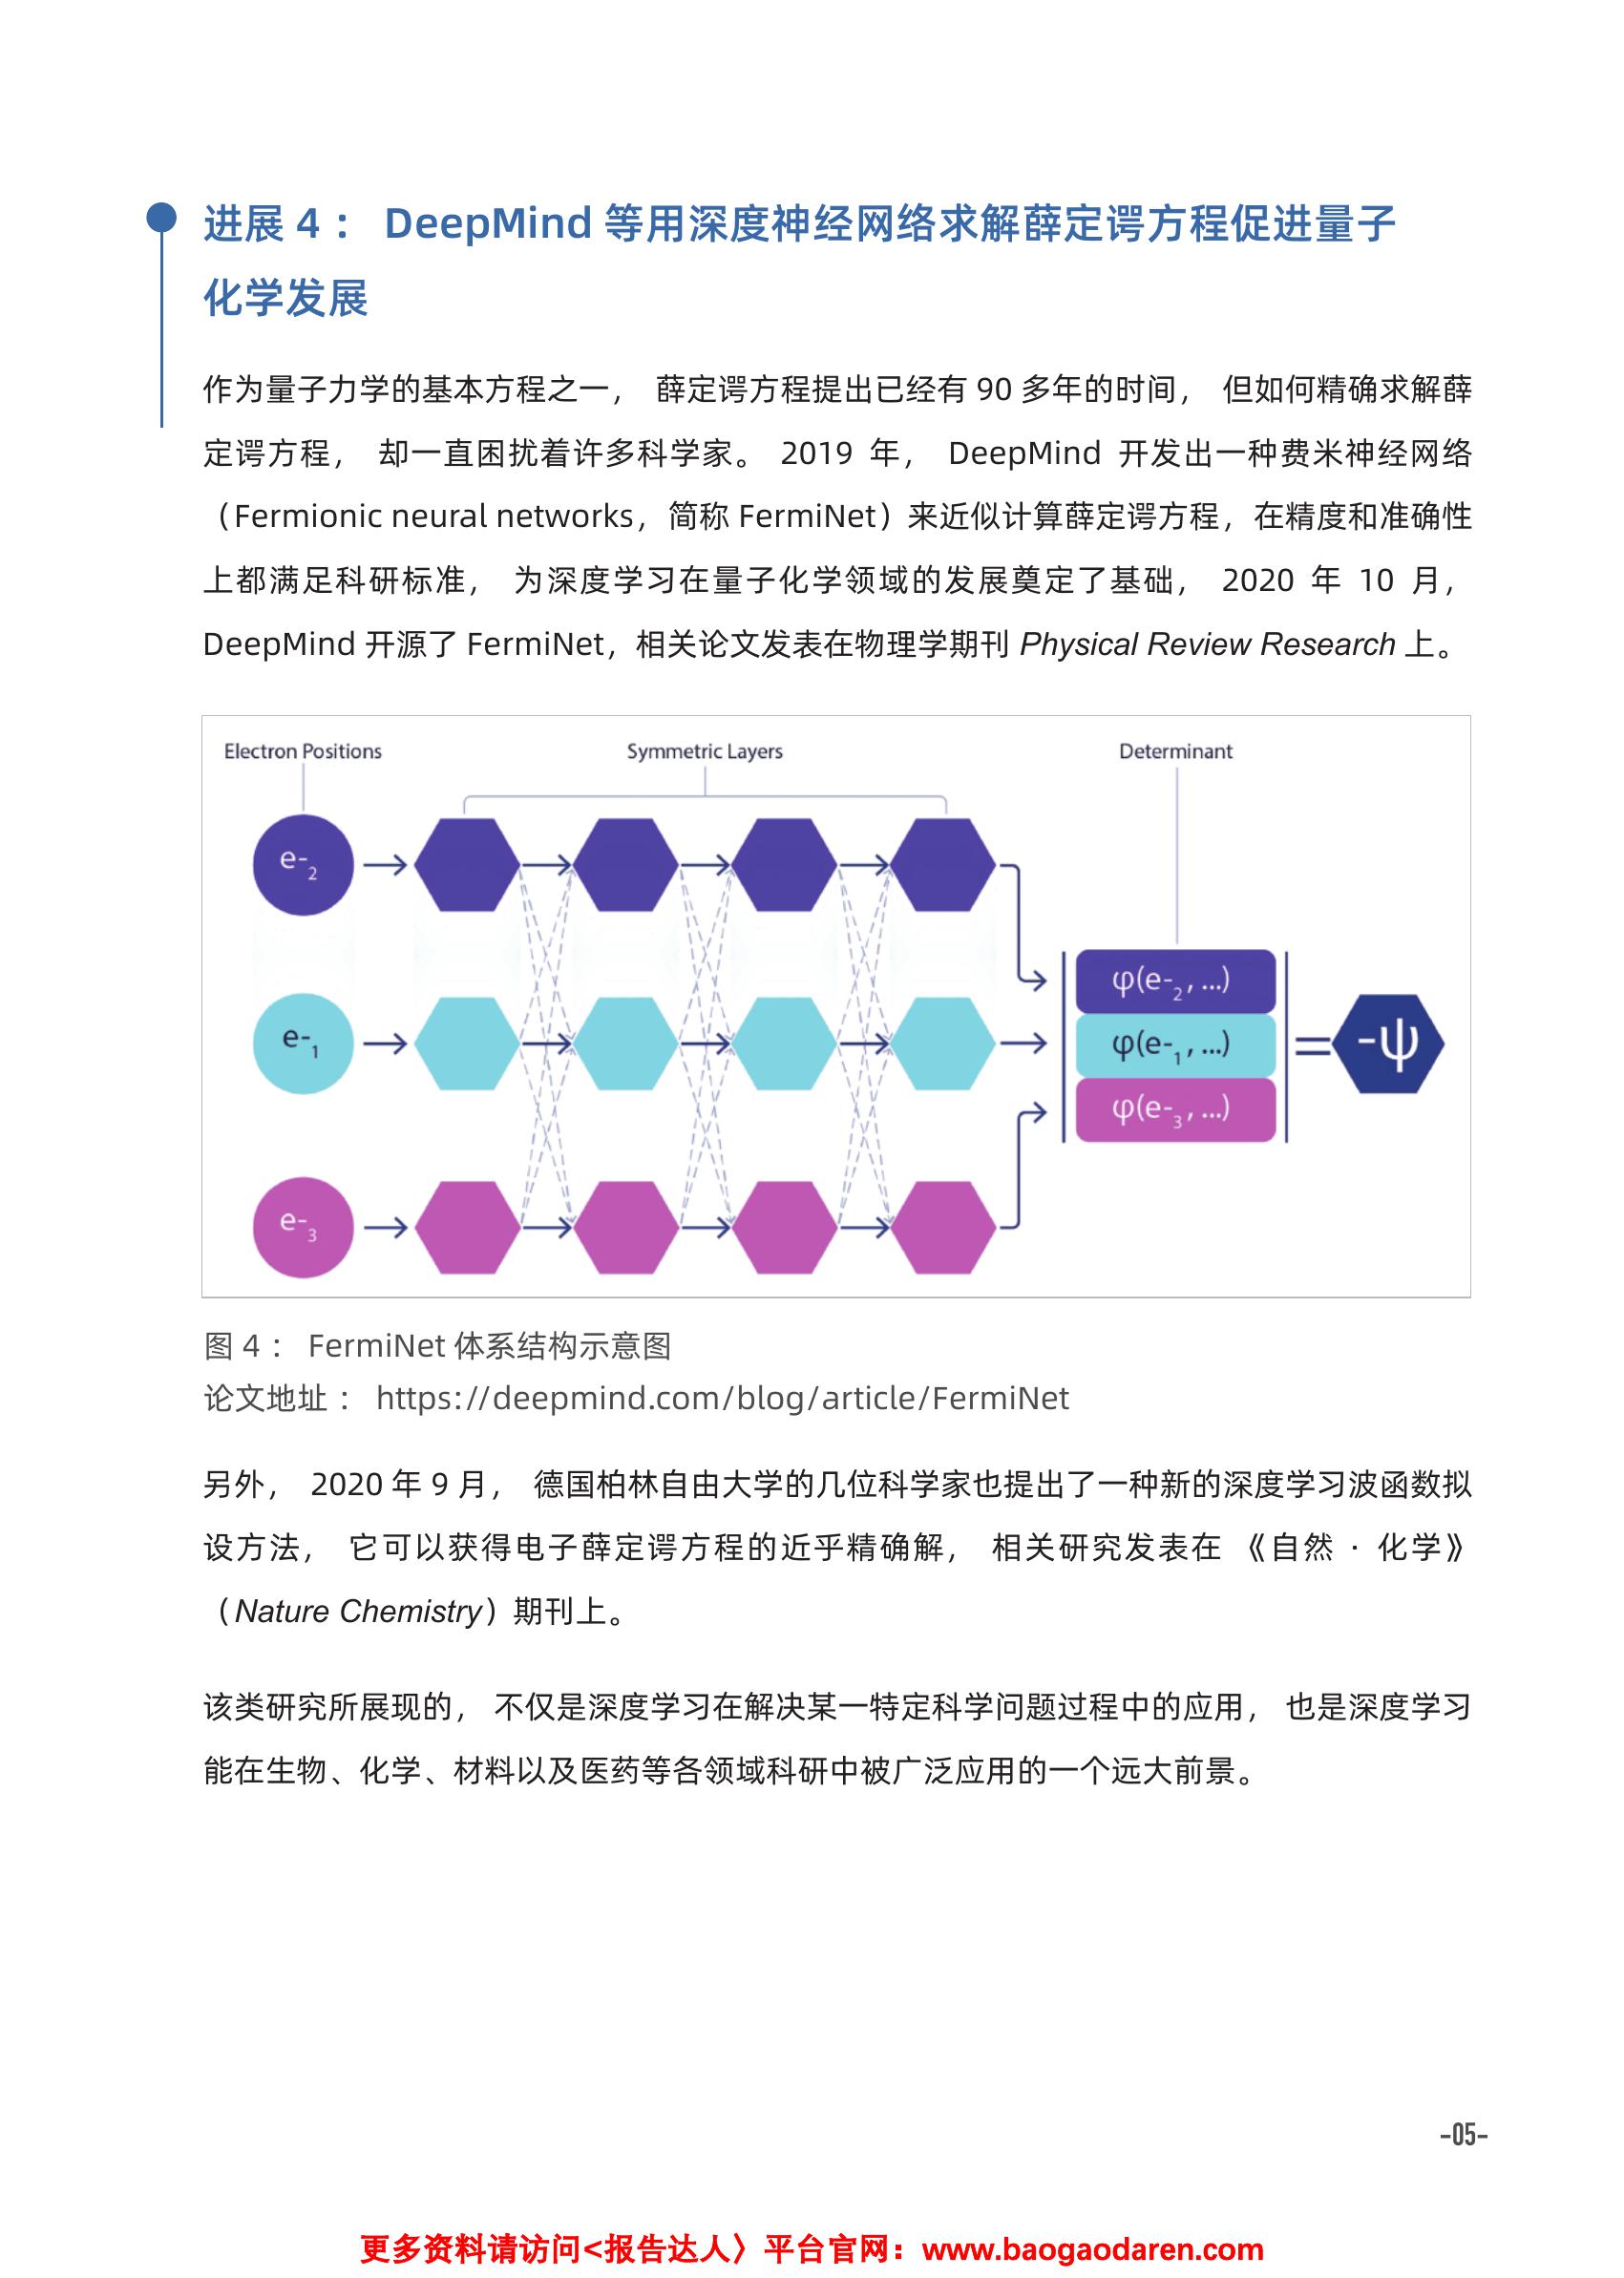 进展 4： DeepMind 等用深度神经网络求解薛定谔方程促进量子
化学发展
作为量子力学的基本方程之一， 薛定谔方程提出已经有 90 多年的时间， 但如何精确求解薛
定谔方程， 却一直困扰着许多科学家。 2019 年， DeepMind 开发出一种费米神经网络
（Fermionic neural networks，简称 FermiNet）来近似计算薛定谔方程，在精度和准确性
上都满足科研标准， 为深度学习在量子化学领域的发展奠定了基础， 2020 年 10 月，
DeepMind 开源了 FermiNet，相关论文发表在物理学期刊 Physical Review Research 上。
Electron Positions
Symmetric Layers
Determinant
e-2
e-1
e-3
φ(e-2, ...)
φ(e-1, ...)
φ(e-3, ...)
=
-ψ
图 4： FermiNet 体系结构示意图
论文地址： https://deepmind.com/blog/article/FermiNet
另外， 2020 年 9 月， 德国柏林自由大学的几位科学家也提出了一种新的深度学习波函数拟
设方法， 它可以获得电子薛定谔方程的近乎精确解， 相关研究发表在 《自然 · 化学》
（Nature Chemistry）期刊上。
该类研究所展现的， 不仅是深度学习在解决某一特定科学问题过程中的应用， 也是深度学习
能在生物、化学、材料以及医药等各领域科研中被广泛应用的一个远大前景。
-05-
更多资料请访问<报告达人〉平台官网：www.baogaodaren.com